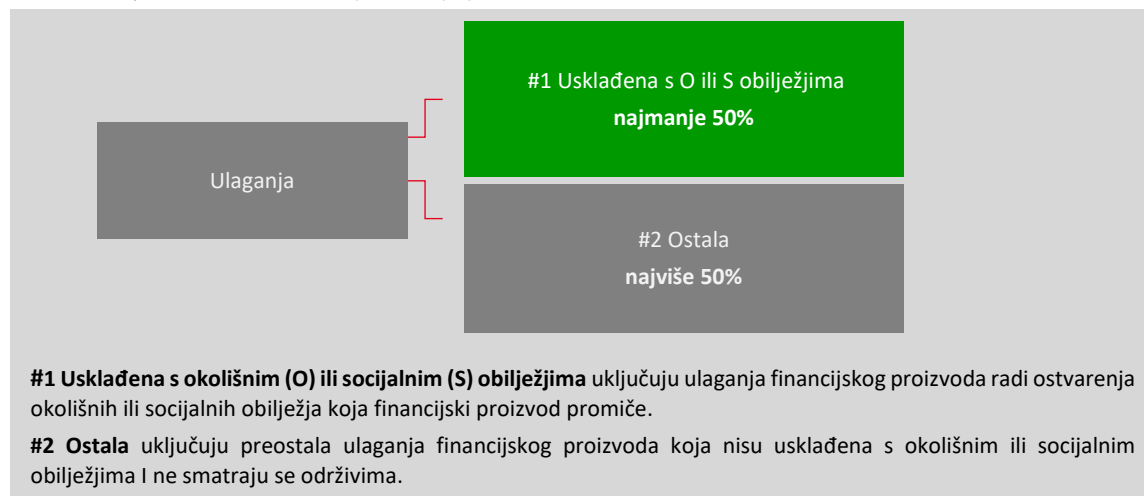 #1 Usklađena s O ili S obilježjima
najmanje 50%
Ulaganja
#2 Ostala
najviše 50%
#1 Usklađena s okolišnim (O) ili socijalnim (S) obilježjima uključuju ulaganja financijskog proizvoda radi ostvarenja
okolišnih ili socijalnih obilježja koja financijski proizvod promiče.
#2 Ostala uključuju preostala ulaganja financijskog proizvoda koja nisu usklađena s okolišnim ili socijalnim
obilježjima I ne smatraju se održivima.